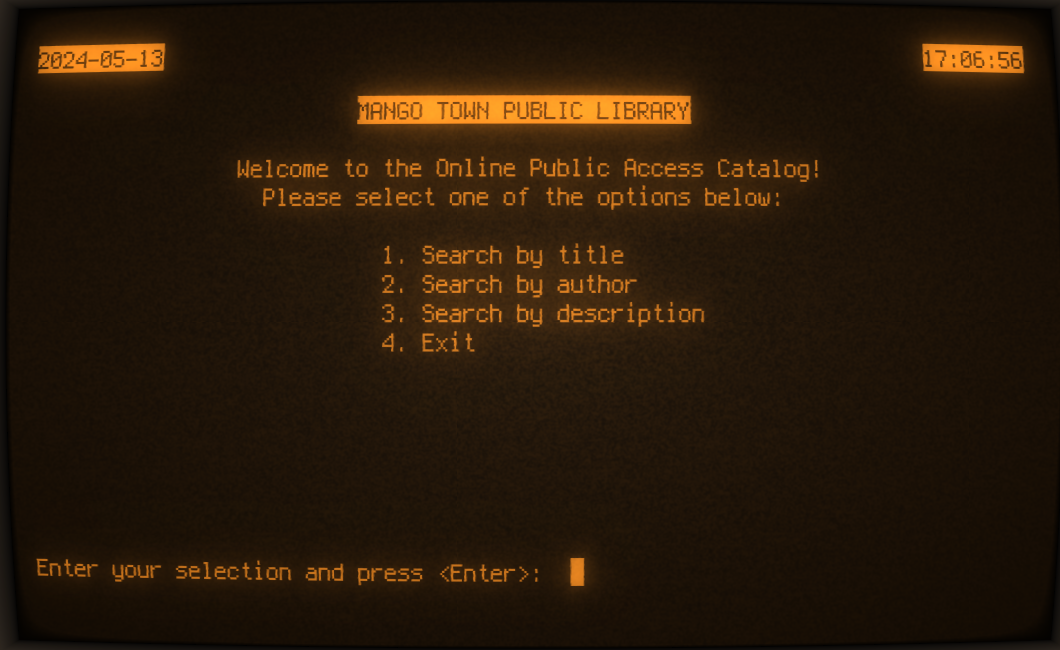 2024-05-13 17:06:56
MANGO TOWN PUBLIC LIBRARY
Welcome to the Online Public Access Catalog!
Please select one of the options below:
1. Search by title
2. Search by author
3. Search by description
4. Exit
Enter your selection and press <Enter>: